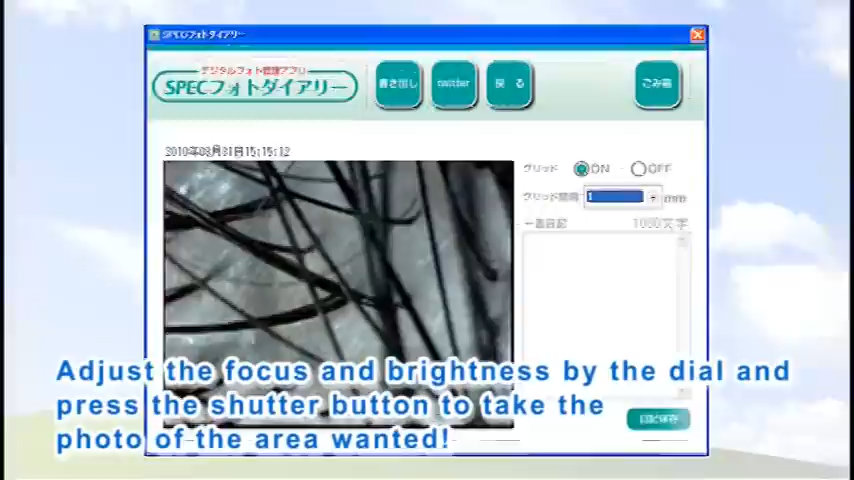 SPECフォトダイアリー
デジタルフォト管理アプリ
SPECフォトダイアリー
書き出し
twitter
戻 る
ごみ箱
2010年08月31日15:15:12
グリッド ON OFF
グリッド間隔 1 mm
一言日記 1000文字
Adjust the focus and brightness by the dial and
press the shutter button to take the
photo of the area wanted!